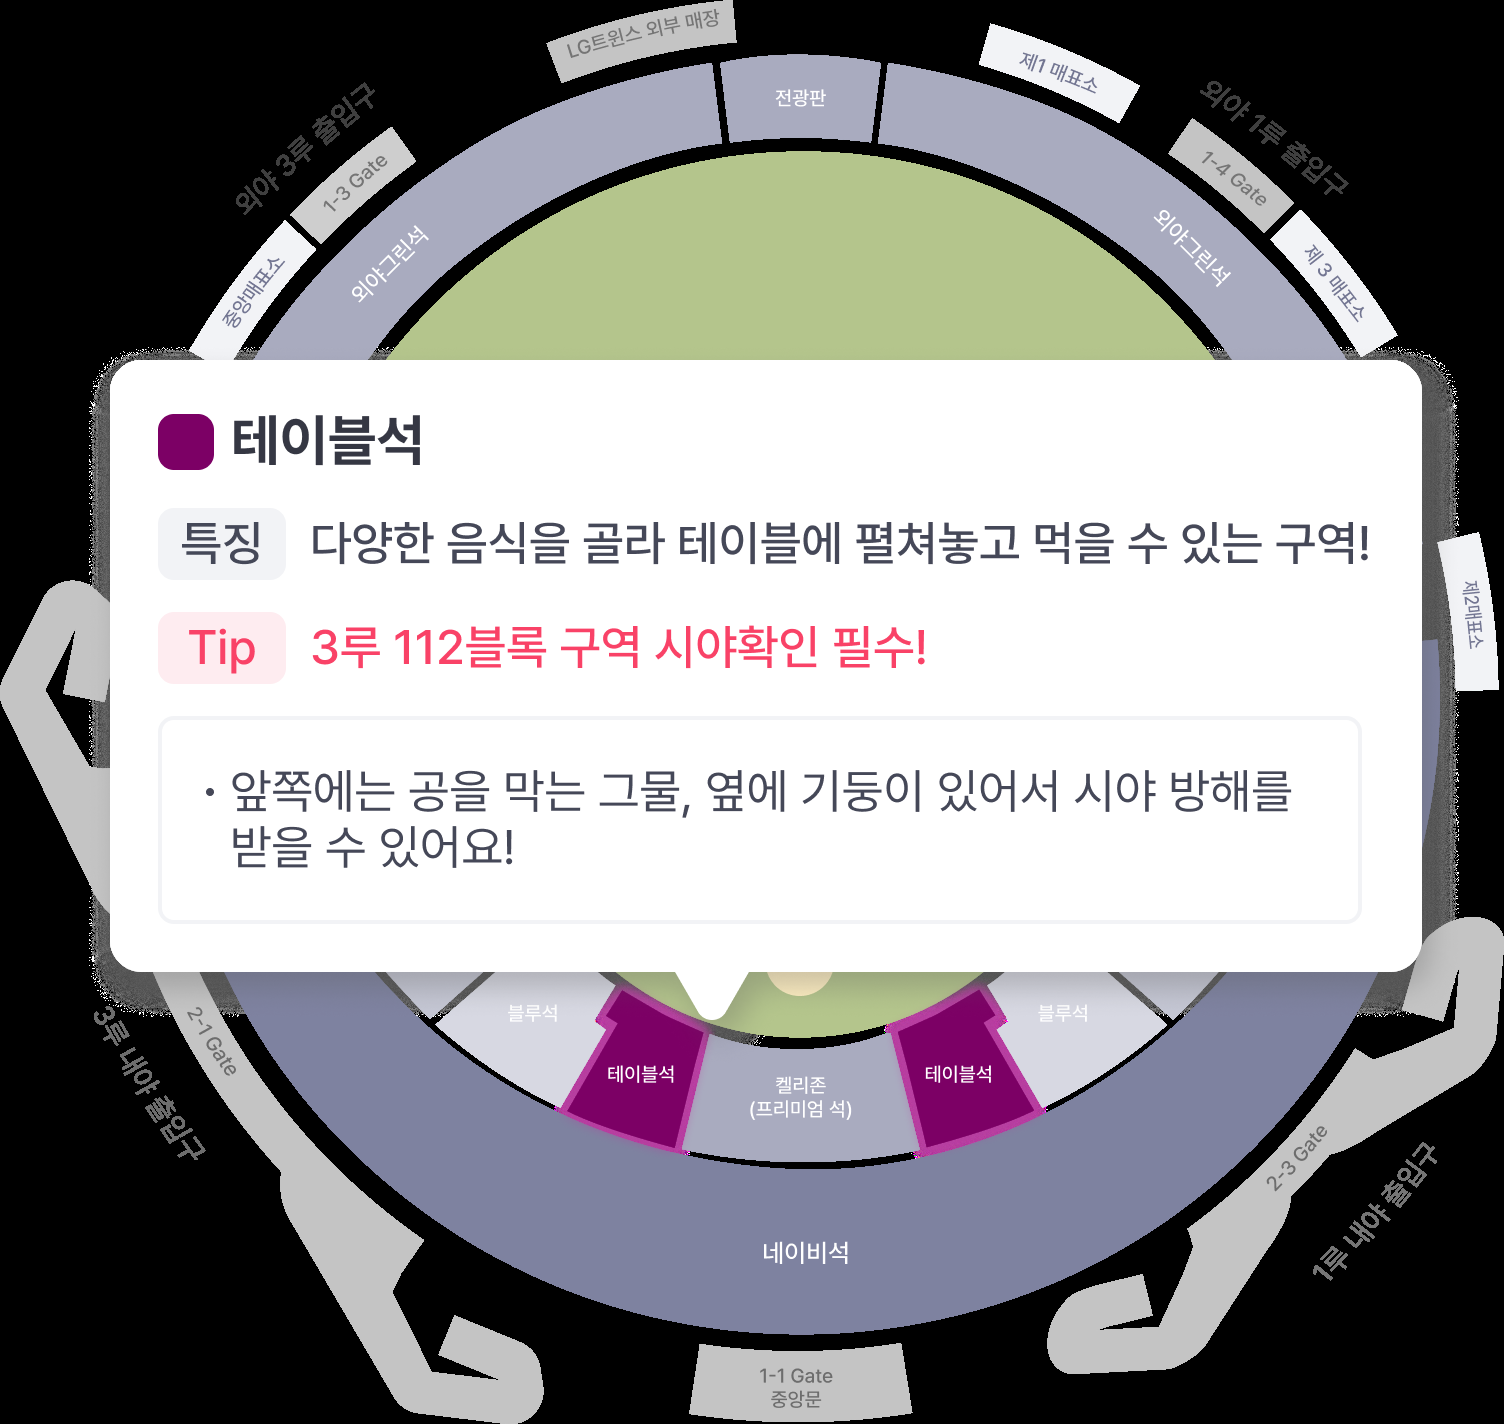 LG트윈스 외부 매장
제1 매표소
전광판
외야 3루 출입구
1-3 Gate
외야 1루 출입구
1-4 Gate
중앙매표소
외야그린석
외야그린석
제 3 매표소
테이블석
특징 다양한 음식을 골라 테이블에 펼쳐놓고 먹을 수 있는 구역!
Tip 3루 112블록 구역 시야확인 필수!
제2매표소
· 앞쪽에는 공을 막는 그물, 옆에 기둥이 있어서 시야 방해를
받을 수 있어요!
2-1 Gate
3루 내야 출입구
블루석
블루석
테이블석
테이블석
켈리존
(프리미엄 석)
2-3 Gate
1루 내야 출입구
네이비석
1-1 Gate
중앙문